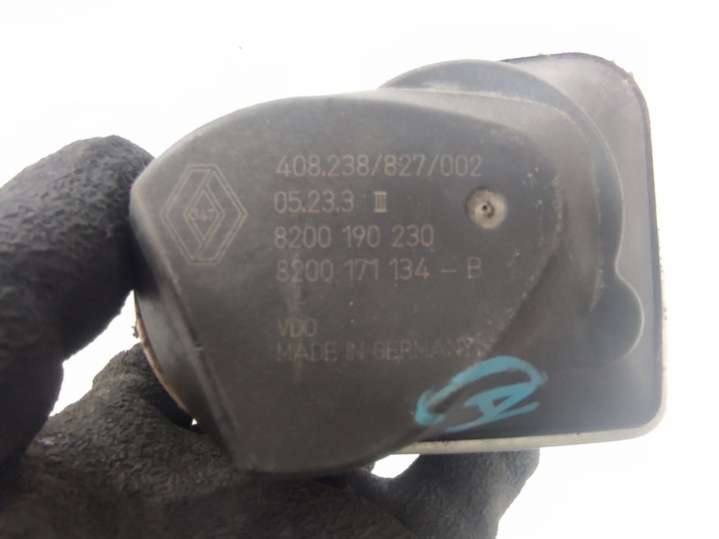 408.238/827/002
05.23.3 III
8200 190 230
8200 171 134 - B
VDO
MADE IN GERMANY